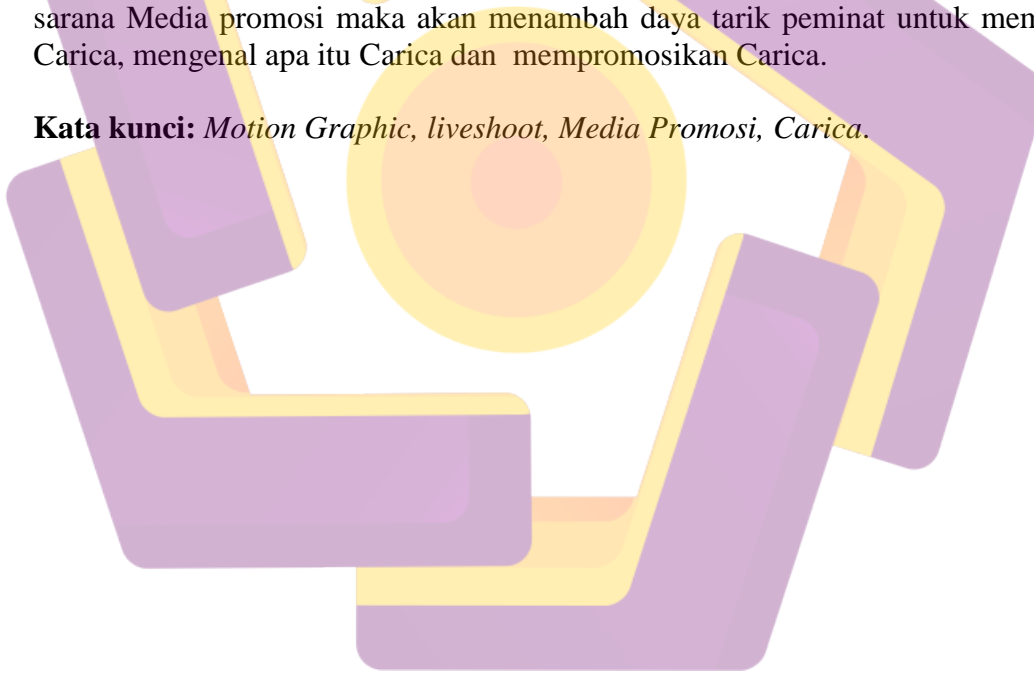 sarana Media promosi maka akan menambah daya tarik peminat untuk men
Carica, mengenal apa itu Carica dan mempromosikan Carica.
Kata kunci: Motion Graphic, liveshoot, Media Promosi, Carica.